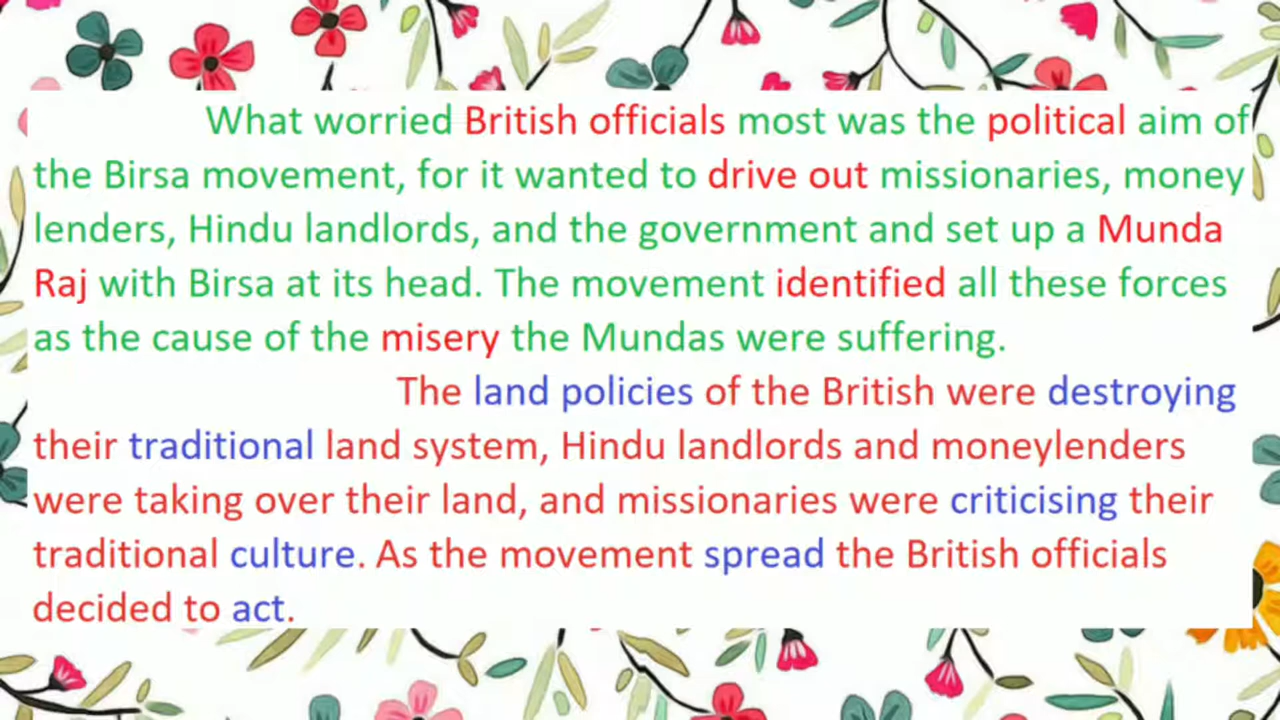 What worried British officials most was the political aim of
the Birsa movement, for it wanted to drive out missionaries, money
lenders, Hindu landlords, and the government and set up a Munda
Raj with Birsa at its head. The movement identified all these forces
as the cause of the misery the Mundas were suffering.
The land policies of the British were destroying
their traditional land system, Hindu landlords and moneylenders
were taking over their land, and missionaries were criticising their
traditional culture. As the movement spread the British officials
decided to act.